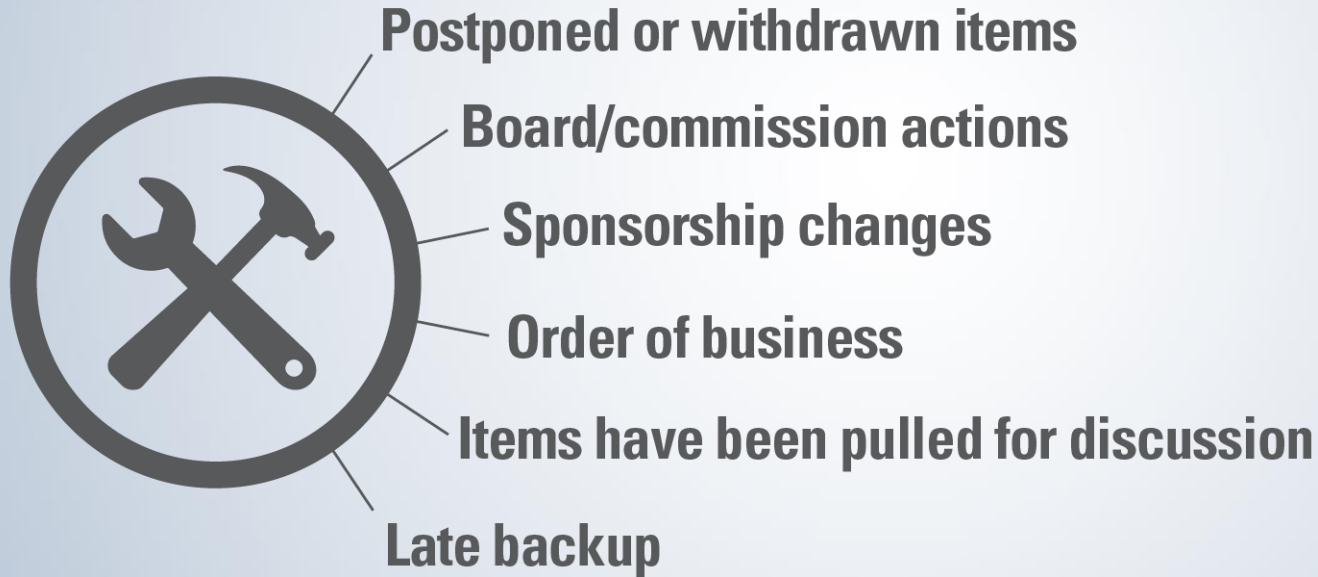 Postponed or withdrawn items
Board/commission actions
Sponsorship changes
Order of business
Items have been pulled for discussion
Late backup